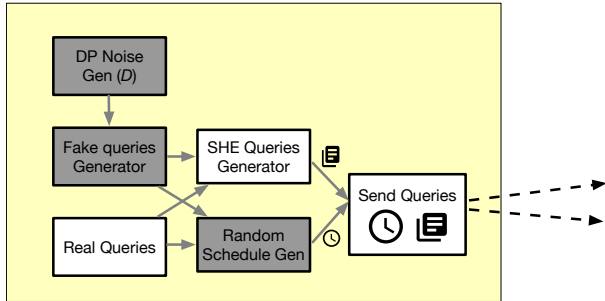 DP Noise
Gen (D)
Fake queries
Generator
SHE Queries
Generator
Send Queries
Real Queries
Random
Schedule Gen